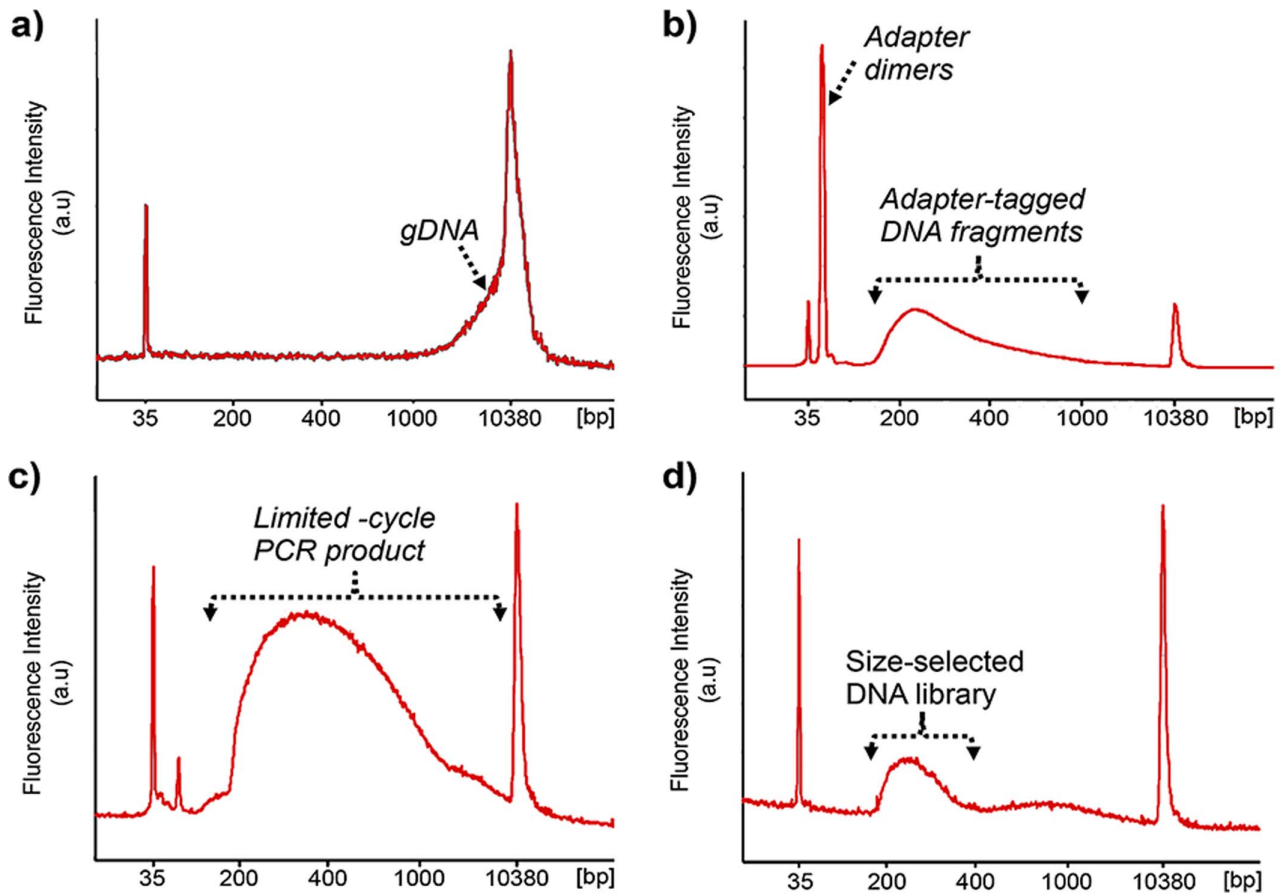 a)
Fluorescence Intensity
(a.u)
gDNA
35 200 400 1000 10380 [bp]
b)
Fluorescence Intensity
(a.u)
Adapter
dimers
Adapter-tagged
DNA fragments
35 200 400 1000 10380 [bp]
c)
Fluorescence Intensity
(a.u)
Limited -cycle
PCR product
35 200 400 1000 10380 [bp]
d)
Fluorescence Intensity
(a.u)
Size-selected
DNA library
35 200 400 1000 10380 [bp]